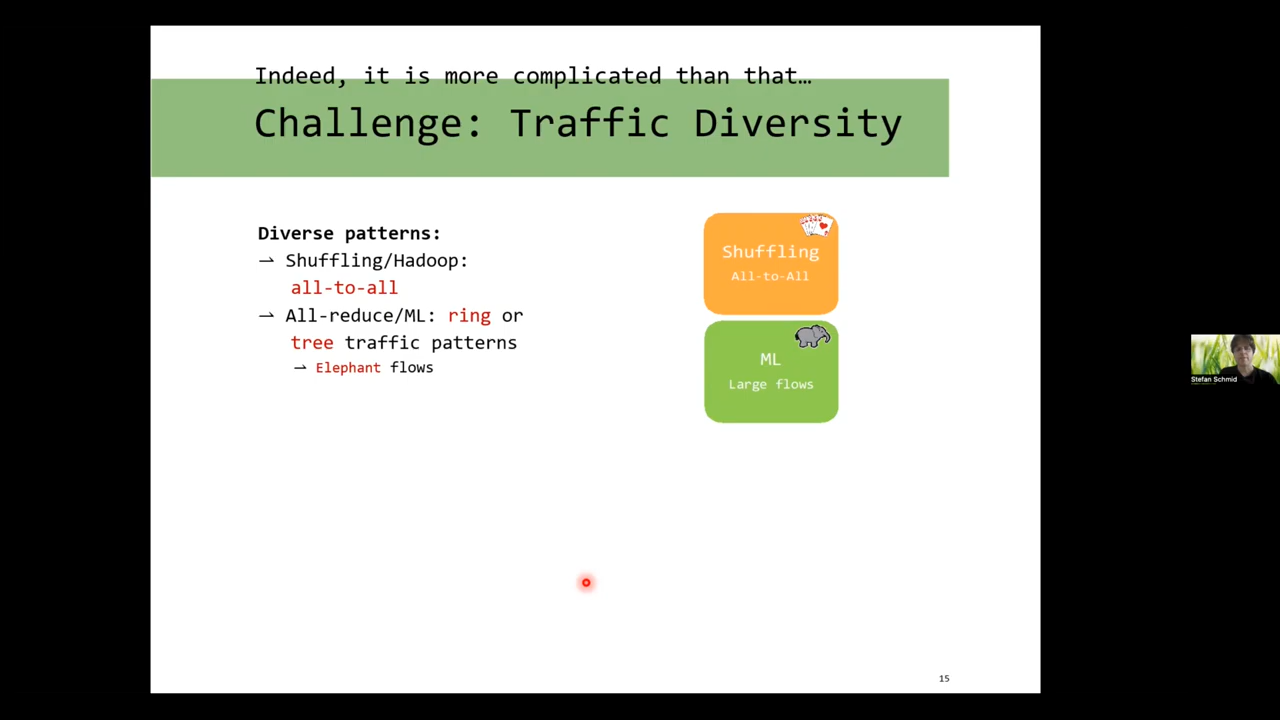 Indeed, it is more complicated than that…
Challenge: Traffic Diversity
Diverse patterns:
→ Shuffling/Hadoop:
all-to-all
→ All-reduce/ML: ring or
tree traffic patterns
→ Elephant flows
Shuffling
All-to-All
ML
Large flows
Stefan Schmid
15